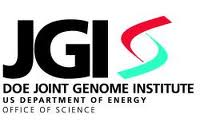 JGI
DOE JOINT GENOME INSTITUTE
US DEPARTMENT OF ENERGY
OFFICE OF SCIENCE